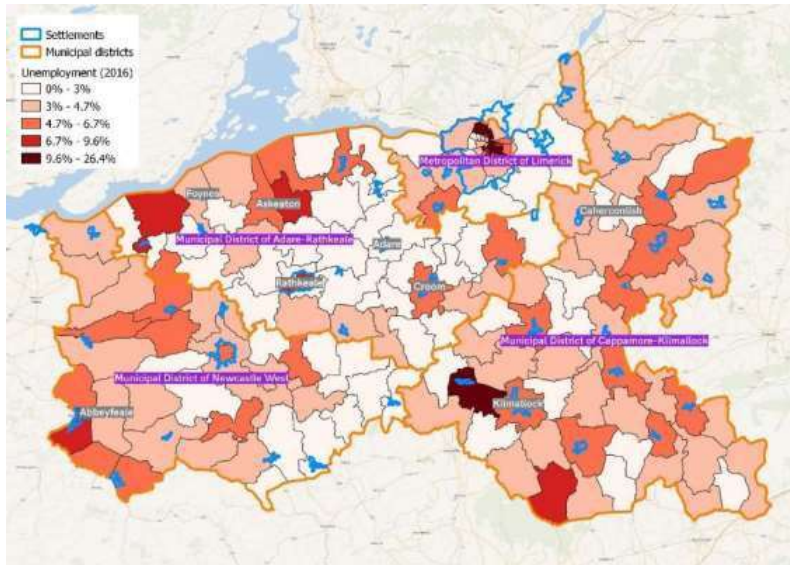 Settlements
Municipal districts
Unemployment (2016)
0% - 3%
3% - 4.7%
4.7% - 6.7%
6.7% - 9.6%
9.6% - 26.4%
Metropolitan District of Limerick
Foynes
Askeaton
Caherconlish
Municipal District of Adare-Rathkeale
Adare
Rathkeale
Croom
Municipal District of Cappamore-Kilmallock
Municipal District of Newcastle West
Kilmallock
Abbeyfeale